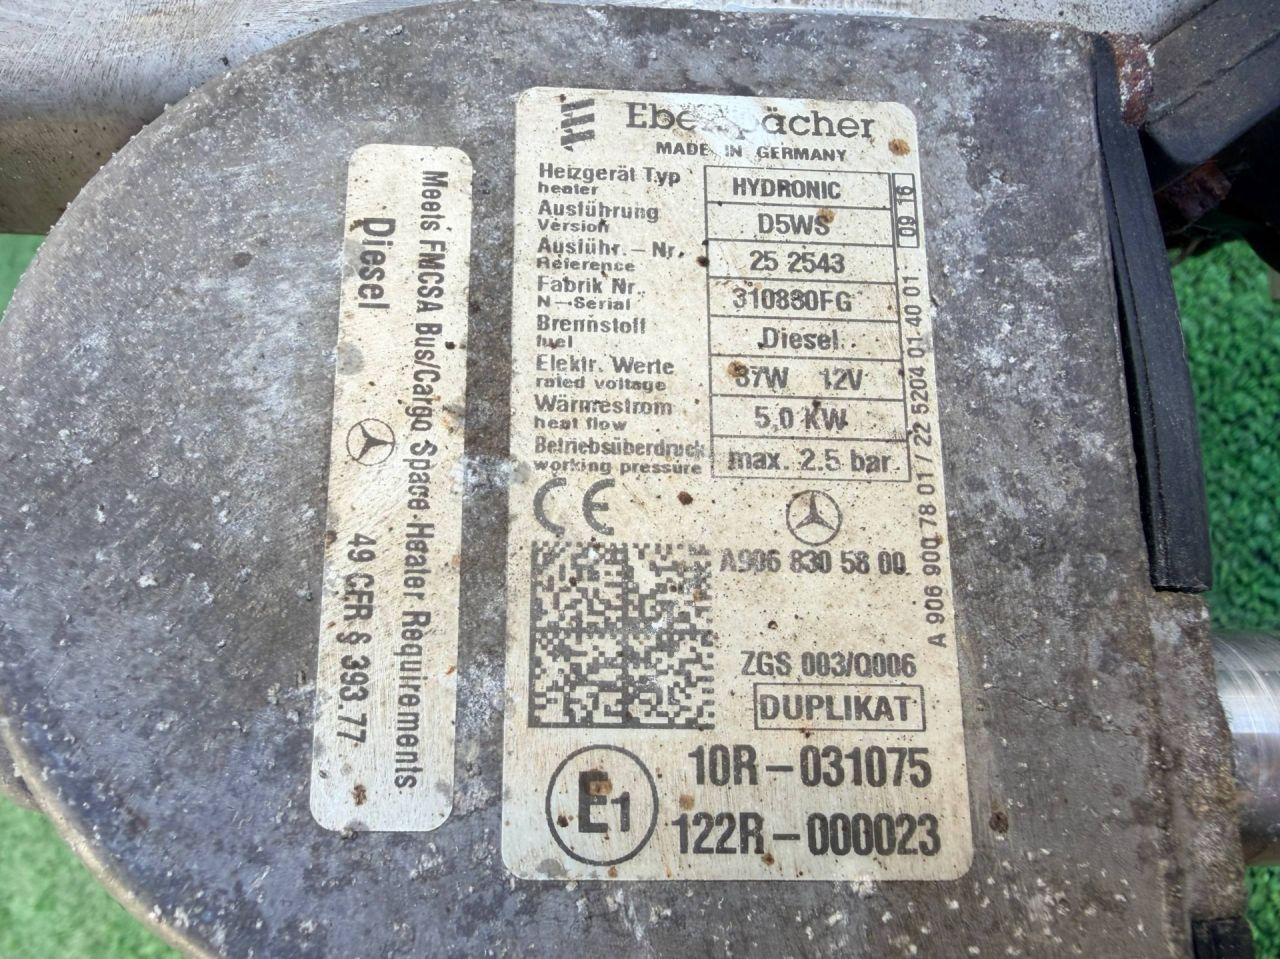 Eberspächer
MADE IN GERMANY
Heizgerät Typ
heater
HYDRONIC
09 16
Ausführung
Version
D5WS
Ausführ. - Nr.
Reference
25 2543
Fabrik Nr.
N-Serial
310880FG
Brennstoff
fuel
Diesel
Elektr. Werte
rated voltage
37W 12V
Wärmestrom
heat flow
5,0 KW
Betriebsüberdruck
working pressure
max. 2.5 bar
CE
A906 830 58 00
ZGS 003/Q006
DUPLIKAT
E1
10R-031075
122R-000023
A 906 900 78 01 / 22 5204 01 40 01
Meets FMCSA Bus/Cargo Space Heater Requirements
Diesel
49 CFR § 393.77